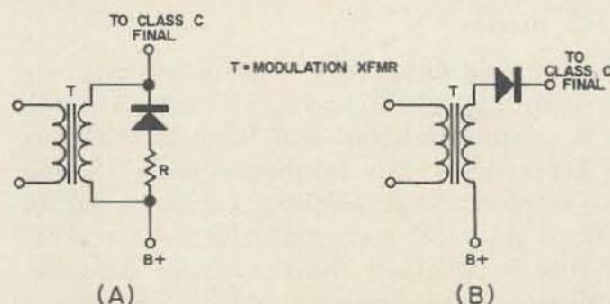 TO CLASS C
FINAL
T
T = MODULATION XFMR
R
B+
(A)
TO
CLASS C
FINAL
T
B+
(B)